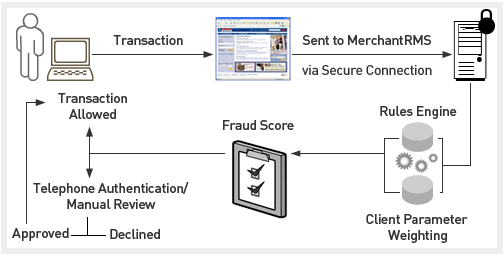 Transaction
Sent to MerchantRMS
via Secure Connection
Transaction
Allowed
Fraud Score
Rules Engine
Telephone Authentication/
Manual Review
Client Parameter
Weighting
Approved
Declined